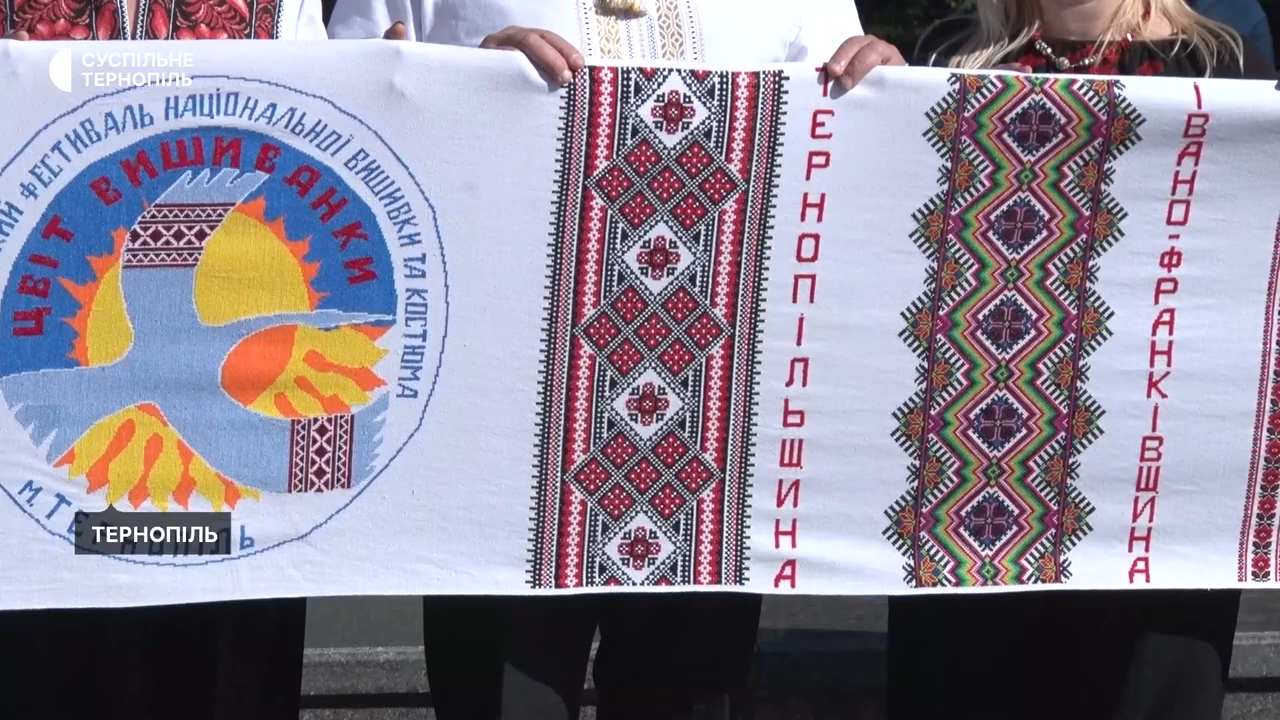 СУСПІЛЬНЕ
ТЕРНОПІЛЬ
ФЕСТИВАЛЬ НАЦІОНАЛЬНОЇ ВИШИВКИ ТА КОСТЮМА
ЦВІТ ВИШИВАНКИ
М.
ТЕРНОПІЛЬ
ТЕРНОПІЛЬЩИНА
ІВАНО-ФРАНКІВЩИНА